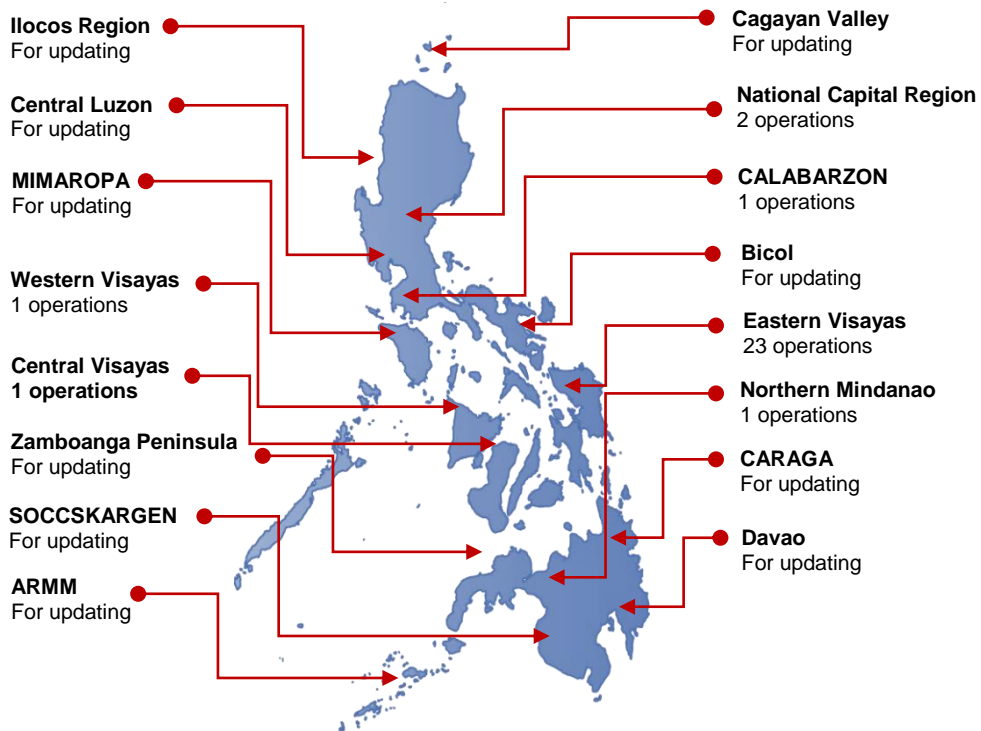 Ilocos Region
For updating
Central Luzon
For updating
MIMAROPA
For updating
Western Visayas
1 operations
Central Visayas
1 operations
Zamboanga Peninsula
For updating
SOCCSKARGEN
For updating
ARMM
For updating
Cagayan Valley
For updating
National Capital Region
2 operations
CALABARZON
1 operations
Bicol
For updating
Eastern Visayas
23 operations
Northern Mindanao
1 operations
CARAGA
For updating
Davao
For updating